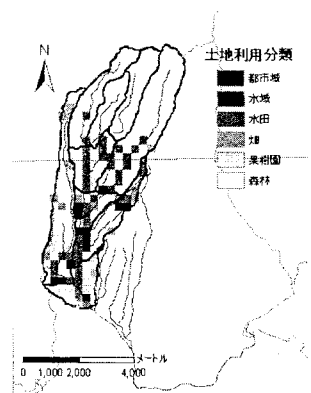 N
土地利用分類
都市域
水域
水田
畑
果樹園
森林
メートル
0 1,000 2,000 4,000